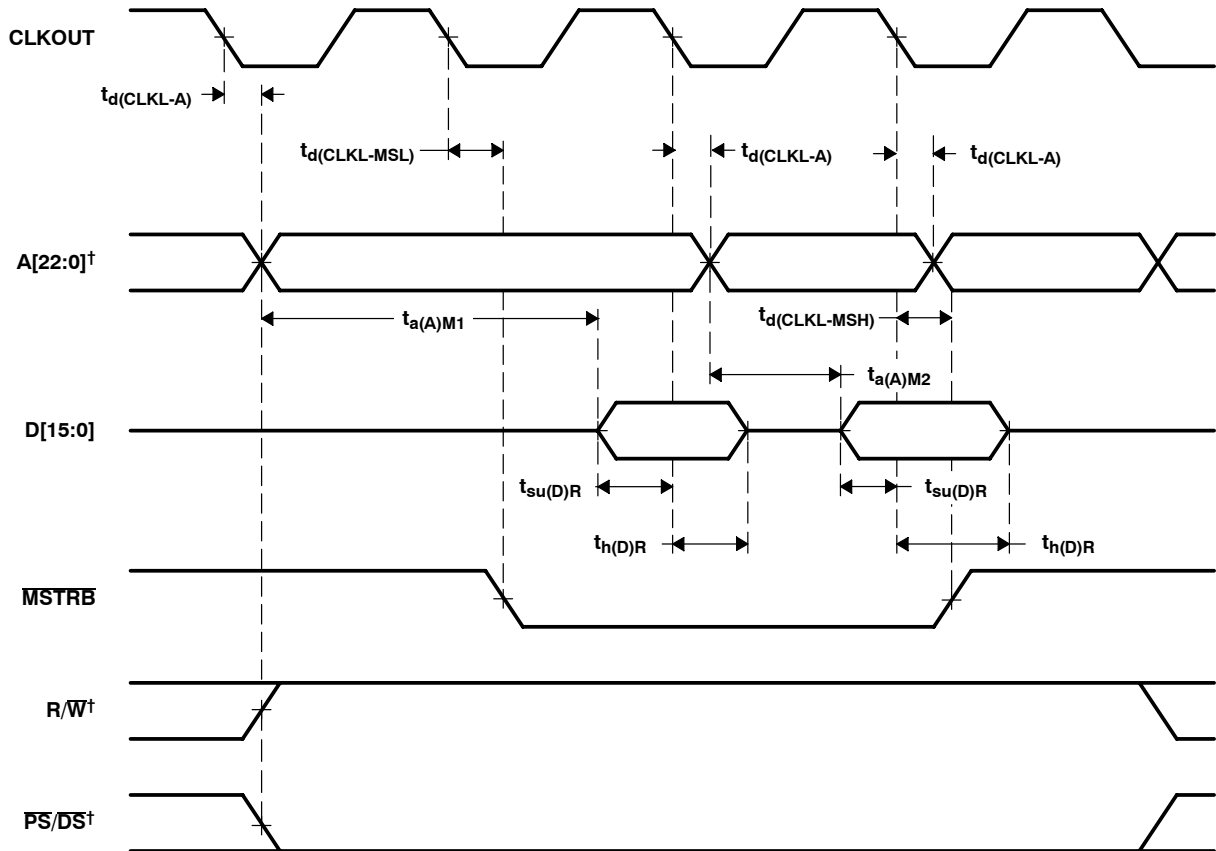 CLKOUT
td(CLKL-A)
td(CLKL-MSL)
td(CLKL-A)
td(CLKL-A)
A[22:0]†
ta(A)M1
td(CLKL-MSH)
ta(A)M2
D[15:0]
tsu(D)R
tsu(D)R
th(D)R
th(D)R
MSTRB
R/W†
PS/DS†